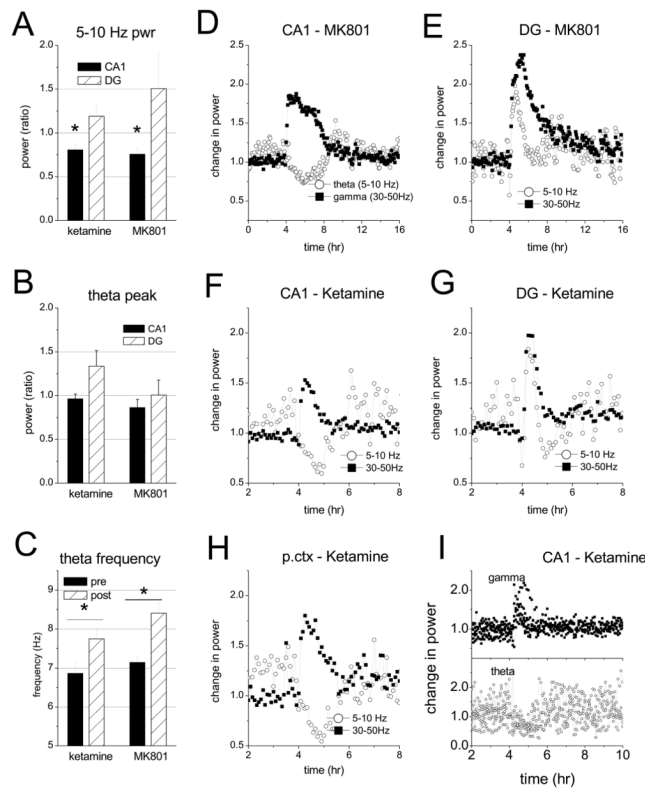 A
5-10 Hz pwr
2.0
1.5
1.0
0.5
0.0
power (ratio)
CA1
DG
*
*
ketamine
MK801
D
CA1 - MK801
2.5
2.0
1.5
1.0
0.5
change in power
theta (5-10 Hz)
gamma (30-50Hz)
0
4
8
12
16
time (hr)
E
DG - MK801
2.5
2.0
1.5
1.0
0.5
change in power
5-10 Hz
30-50Hz
0
4
8
12
16
time (hr)
B
theta peak
2.0
1.5
1.0
0.5
0.0
power (ratio)
CA1
DG
ketamine
MK801
F
CA1 - Ketamine
2.0
1.5
1.0
0.5
change in power
5-10 Hz
30-50Hz
2
4
6
8
time (hr)
G
DG - Ketamine
2.0
1.5
1.0
0.5
change in power
5-10 Hz
30-50Hz
2
4
6
8
time (hr)
C
theta frequency
9
8
7
6
5
frequency (Hz)
pre
post
*
*
ketamine
MK801
H
p.ctx - Ketamine
2.0
1.5
1.0
0.5
change in power
5-10 Hz
30-50Hz
2
4
6
8
time (hr)
I
CA1 - Ketamine
gamma
2.0
1.0
theta
2.0
1.0
0.0
change in power
2
4
6
8
10
time (hr)